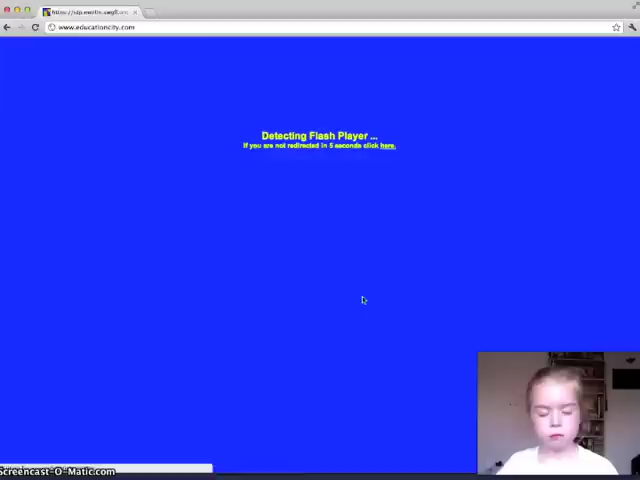 www.educationcity.com
Detecting Flash Player ...
If you are not redirected in 5 seconds click here.
Screencast-O-Matic.com